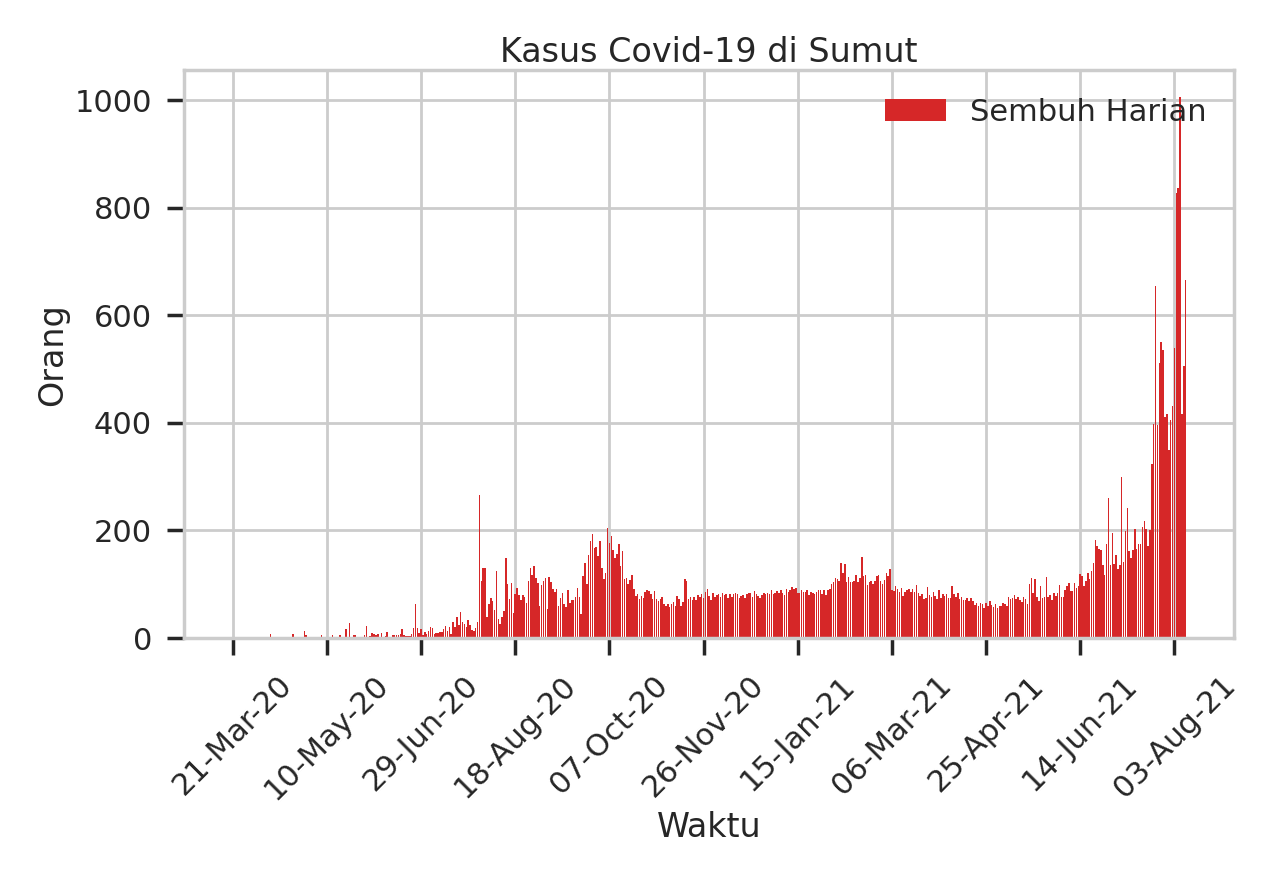 Kasus Covid-19 di Sumut
Sembuh Harian
Orang
1000
800
600
400
200
0
21-Mar-20
10-May-20
29-Jun-20
18-Aug-20
07-Oct-20
26-Nov-20
15-Jan-21
06-Mar-21
25-Apr-21
14-Jun-21
03-Aug-21
Waktu